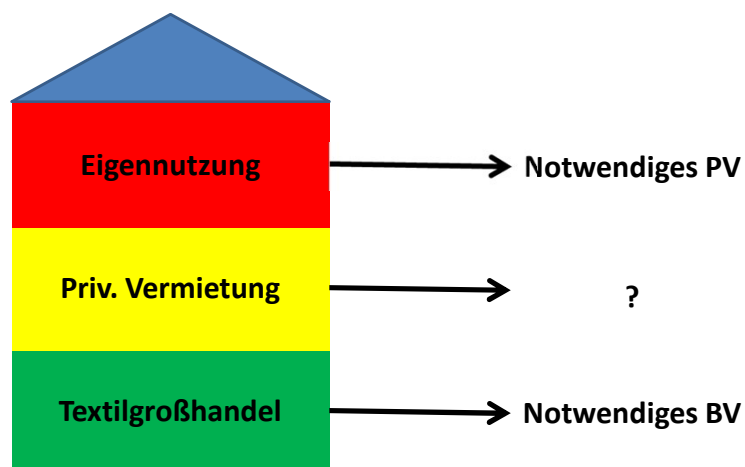 Eigennutzung
Notwendiges PV
Priv. Vermietung
?
Textilgroßhandel
Notwendiges BV